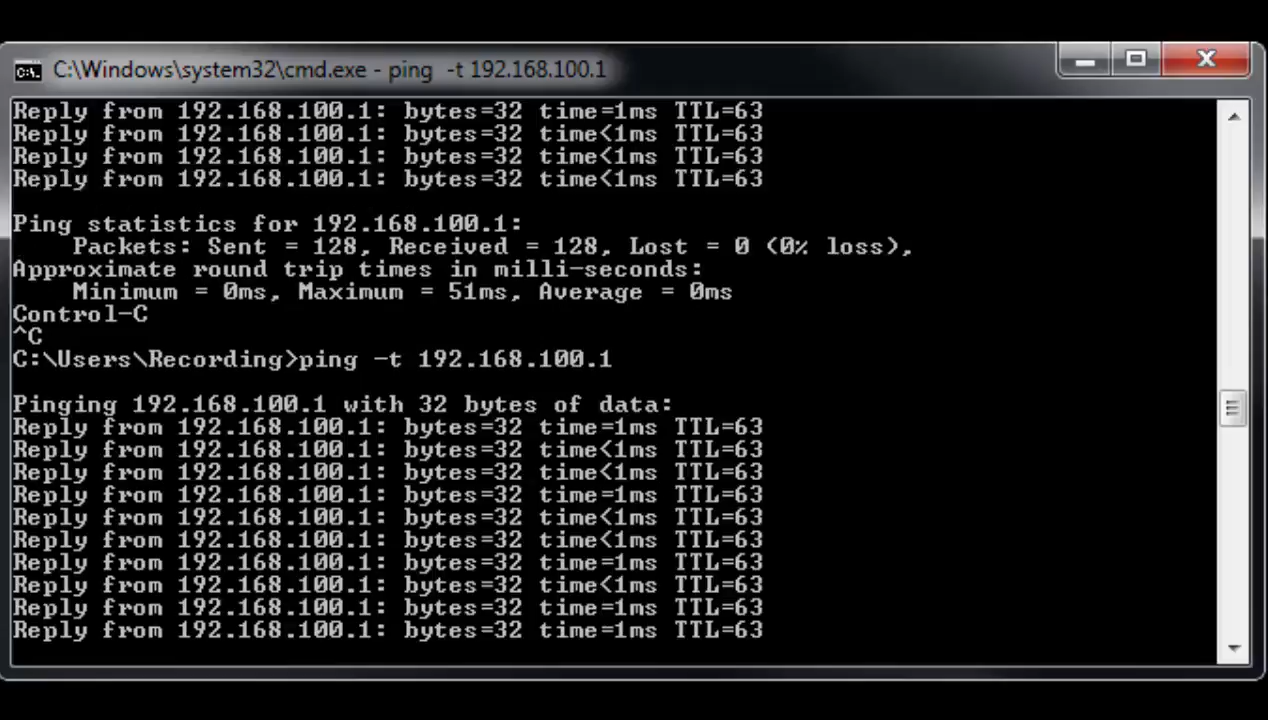 C:\Windows\system32\cmd.exe - ping  -t 192.168.100.1
Reply from 192.168.100.1: bytes=32 time=1ms TTL=63
Reply from 192.168.100.1: bytes=32 time<1ms TTL=63
Reply from 192.168.100.1: bytes=32 time<1ms TTL=63
Reply from 192.168.100.1: bytes=32 time<1ms TTL=63
Ping statistics for 192.168.100.1:
    Packets: Sent = 128, Received = 128, Lost = 0 (0% loss),
Approximate round trip times in milli-seconds:
    Minimum = 0ms, Maximum = 51ms, Average = 0ms
Control-C
^C
C:\Users\Recording>ping -t 192.168.100.1
Pinging 192.168.100.1 with 32 bytes of data:
Reply from 192.168.100.1: bytes=32 time=1ms TTL=63
Reply from 192.168.100.1: bytes=32 time<1ms TTL=63
Reply from 192.168.100.1: bytes=32 time<1ms TTL=63
Reply from 192.168.100.1: bytes=32 time=1ms TTL=63
Reply from 192.168.100.1: bytes=32 time<1ms TTL=63
Reply from 192.168.100.1: bytes=32 time<1ms TTL=63
Reply from 192.168.100.1: bytes=32 time=1ms TTL=63
Reply from 192.168.100.1: bytes=32 time<1ms TTL=63
Reply from 192.168.100.1: bytes=32 time=1ms TTL=63
Reply from 192.168.100.1: bytes=32 time=1ms TTL=63